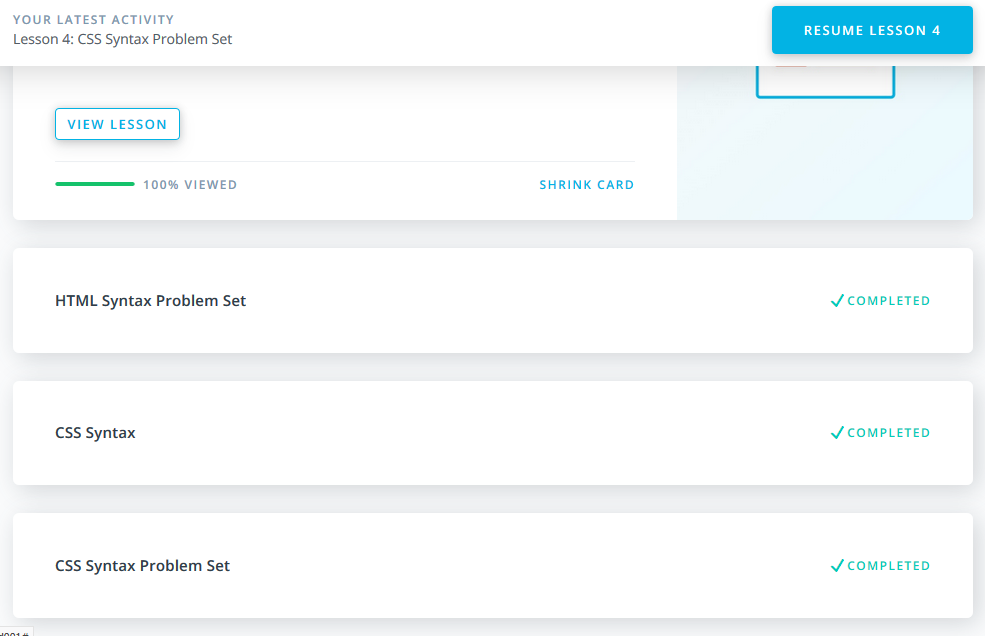 YOUR LATEST ACTIVITY
Lesson 4: CSS Syntax Problem Set
RESUME LESSON 4
VIEW LESSON
100% VIEWED
SHRINK CARD
HTML Syntax Problem Set
COMPLETED
CSS Syntax
COMPLETED
CSS Syntax Problem Set
COMPLETED